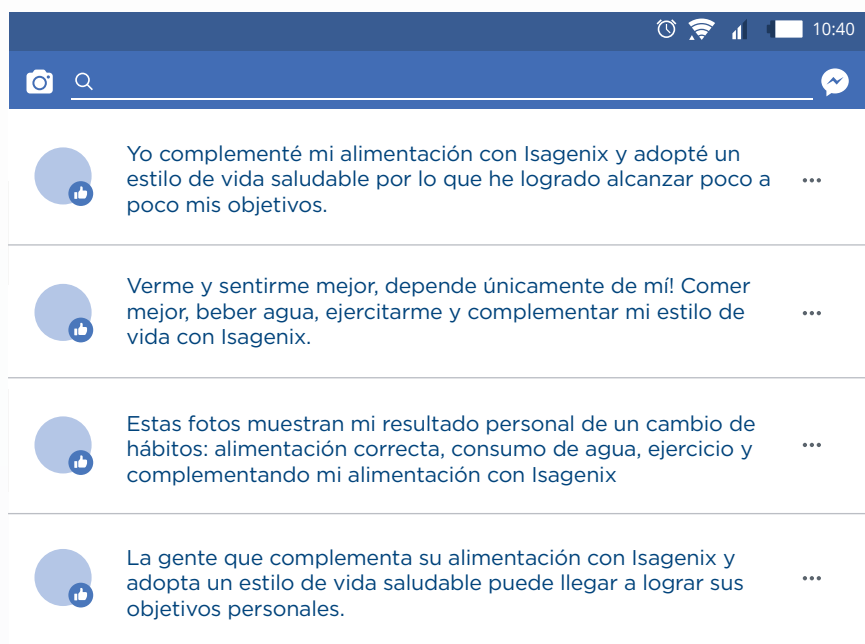 10:40
Yo complementé mi alimentación con Isagenix y adopté un
estilo de vida saludable por lo que he logrado alcanzar poco a
poco mis objetivos.
Verme y sentirme mejor, depende únicamente de mí! Comer
mejor, beber agua, ejercitarme y complementar mi estilo de
vida con Isagenix.
Estas fotos muestran mi resultado personal de un cambio de
hábitos: alimentación correcta, consumo de agua, ejercicio y
complementando mi alimentación con Isagenix
La gente que complementa su alimentación con Isagenix y
adopta un estilo de vida saludable puede llegar a lograr sus
objetivos personales.